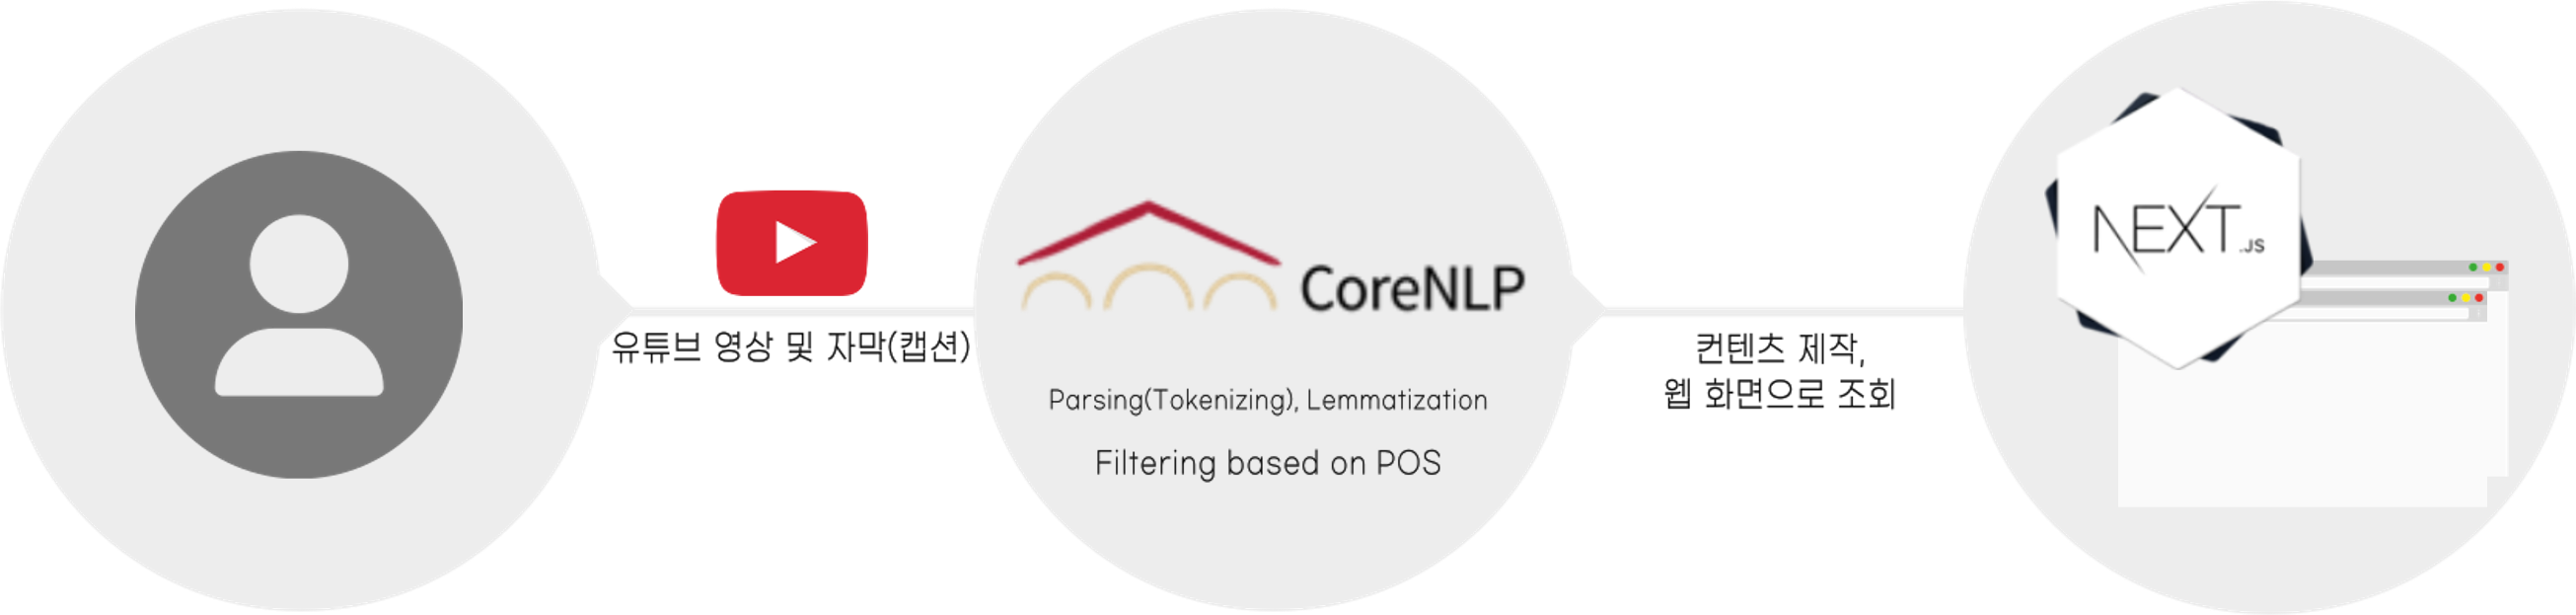 유튜브 영상 및 자막(캡션)
CoreNLP
Parsing(Tokenizing), Lemmatization
Filtering based on POS
컨텐츠 제작,
웹 화면으로 조회
NEXT.JS